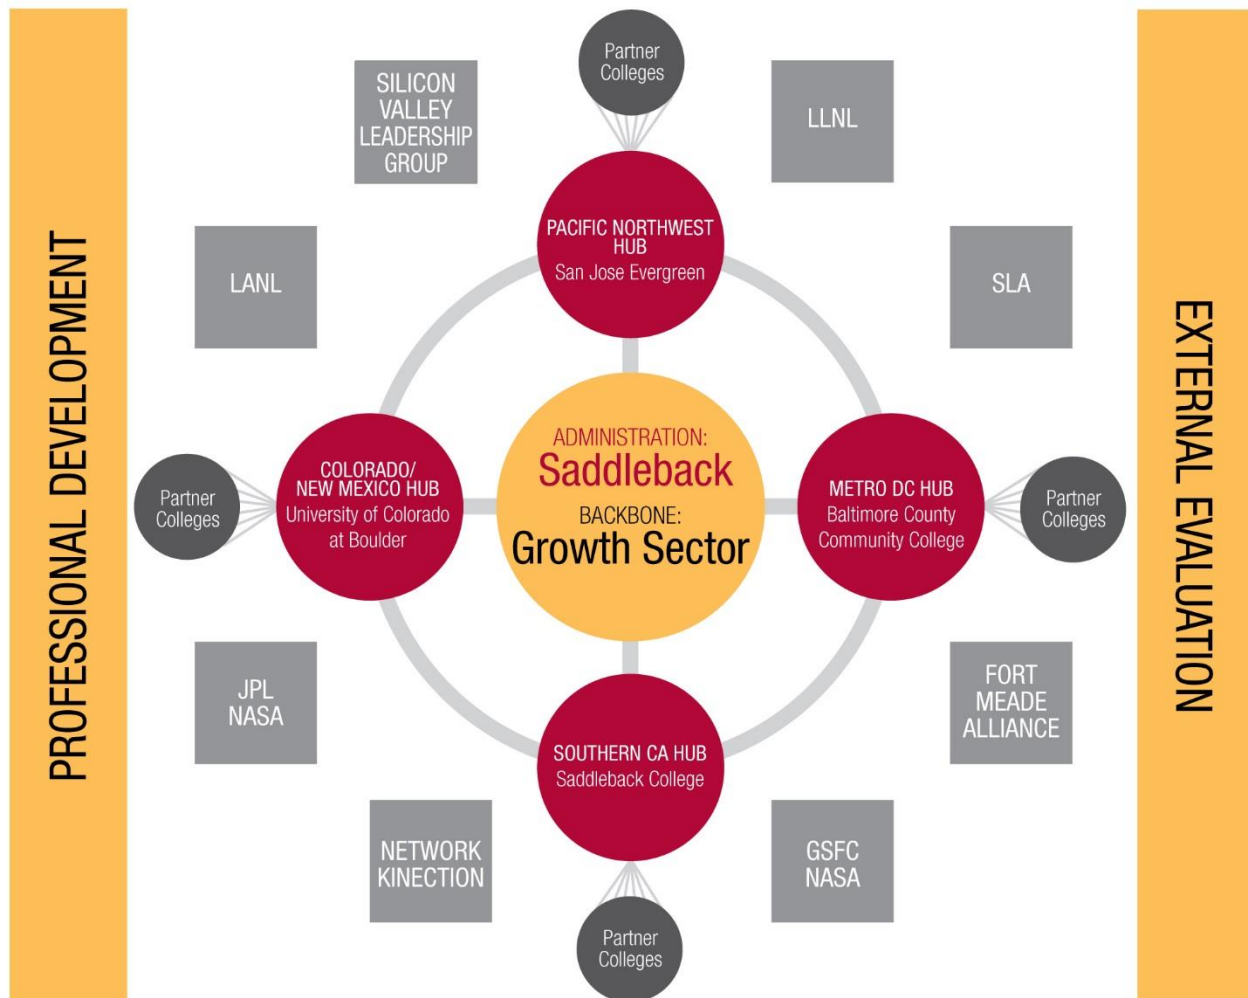 PROFESSIONAL DEVELOPMENT
Partner
Colleges
SILICON
VALLEY
LEADERSHIP
GROUP
LLNL
PACIFIC NORTHWEST
HUB
San Jose Evergreen
LANL
SLA
ADMINISTRATION:
Saddleback
BACKBONE:
Growth Sector
COLORADO/
NEW MEXICO HUB
University of Colorado
at Boulder
Partner
Colleges
METRO DC HUB
Baltimore County
Community College
Partner
Colleges
JPL
NASA
FORT
MEADE
ALLIANCE
SOUTHERN CA HUB
Saddleback College
NETWORK
KINECTION
GSFC
NASA
Partner
Colleges
EXTERNAL EVALUATION